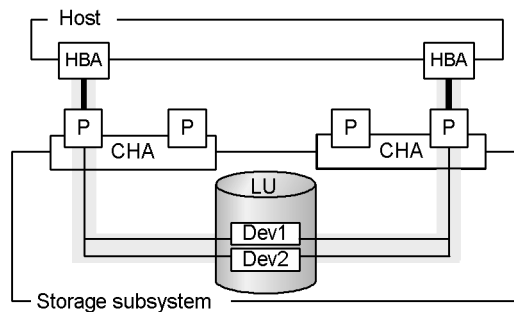 Host
HBA HBA
P P P P
CHA CHA
LU
Dev1
Dev2
Storage subsystem